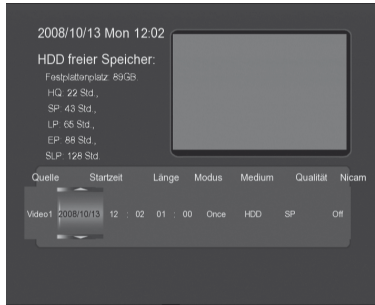 2008/10/13 Mon 12:02
HDD freier Speicher:
Festplattenplatz: 89GB
HQ: 22 Std.,
SP: 43 Std.,
LP: 65 Std.,
EP: 88 Std.,
SLP: 128 Std.
Quelle Startzeit Länge Modus Medium Qualität Nicam
Video1 2008/10/13 12 : 02 01 : 00 Once HDD SP Off